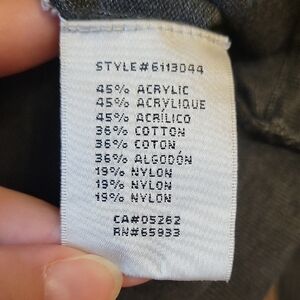 STYLE#6113044
45% ACRYLIC
45% ACRYLIQUE
45% ACRÍLICO
36% COTTON
36% COTON
36% ALGODÓN
19% NYLON
19% NYLON
19% NYLON
CA#05262
RN#65933